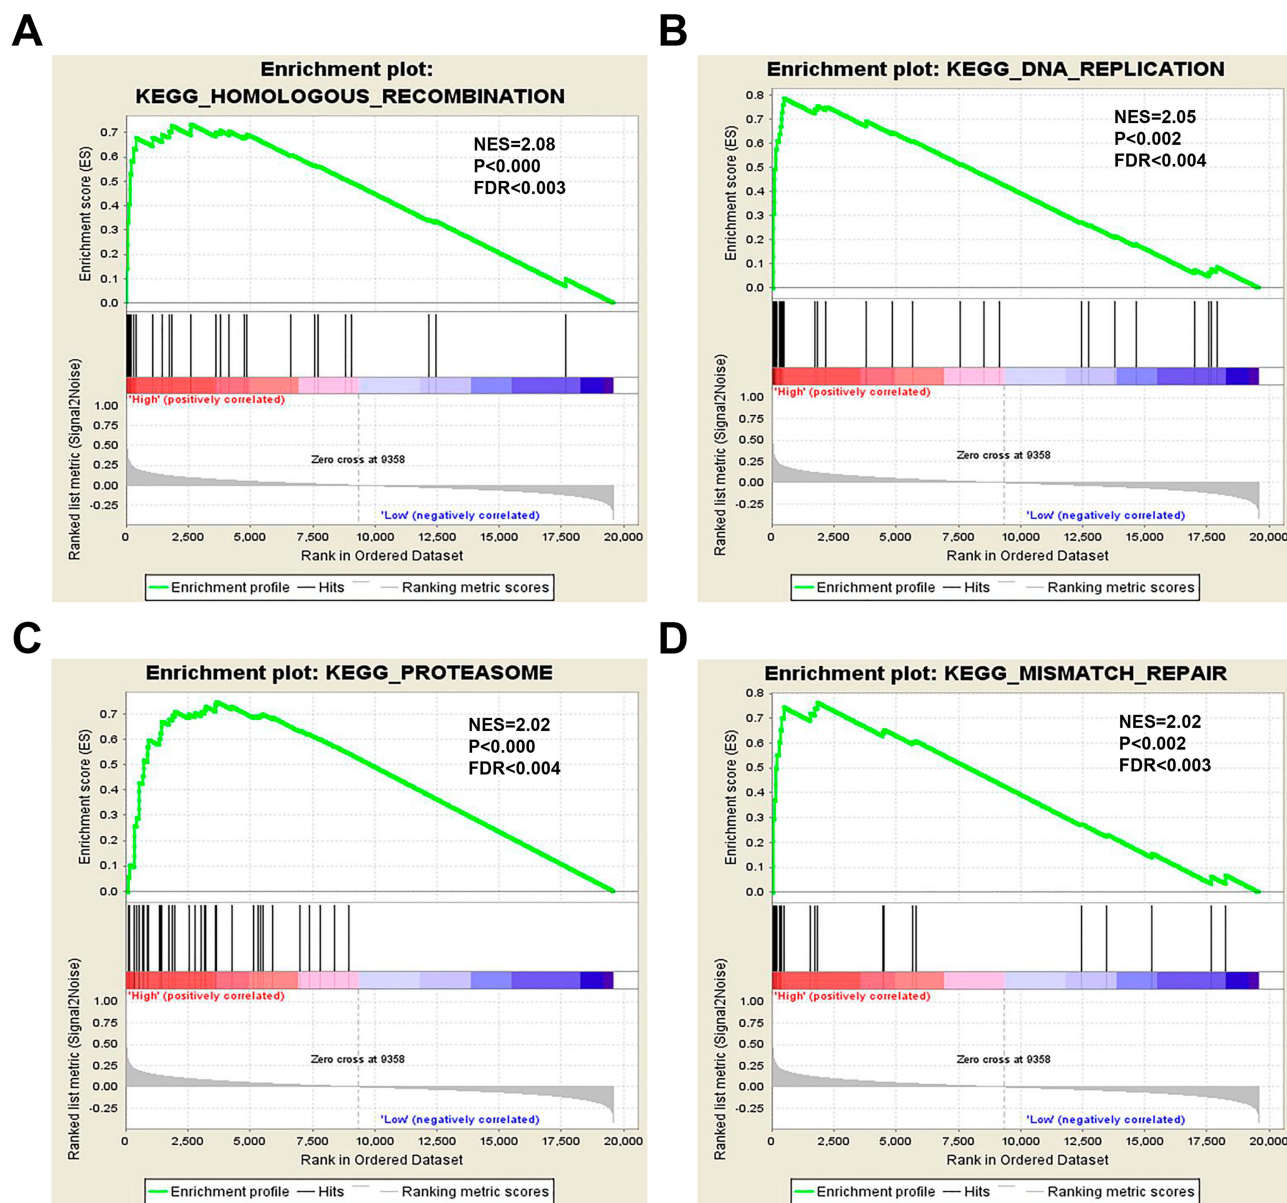 A
Enrichment plot:
KEGG_HOMOLOGOUS_RECOMBINATION
Enrichment score (ES)
0.7
0.6
0.5
0.4
0.3
0.2
0.1
0.0
NES=2.08
P<0.000
FDR<0.003
Ranked list metric (Signal2Noise)
'High' (positively correlated)
1.00
0.75
0.50
0.25
0.00
-0.25
Zero cross at 9358
'Low' (negatively correlated)
0 2,500 5,000 7,500 10,000 12,500 15,000 17,500 20,000
Rank in Ordered Dataset
Enrichment profile Hits Ranking metric scores
B
Enrichment plot: KEGG_DNA_REPLICATION
Enrichment score (ES)
0.8
0.7
0.6
0.5
0.4
0.3
0.2
0.1
0.0
NES=2.05
P<0.002
FDR<0.004
Ranked list metric (Signal2Noise)
'High' (positively correlated)
1.00
0.75
0.50
0.25
0.00
-0.25
Zero cross at 9358
'Low' (negatively correlated)
0 2,500 5,000 7,500 10,000 12,500 15,000 17,500 20,000
Rank in Ordered Dataset
Enrichment profile Hits Ranking metric scores
C
Enrichment plot: KEGG_PROTEASOME
Enrichment score (ES)
0.7
0.6
0.5
0.4
0.3
0.2
0.1
0.0
NES=2.02
P<0.000
FDR<0.004
Ranked list metric (Signal2Noise)
'High' (positively correlated)
1.00
0.75
0.50
0.25
0.00
-0.25
Zero cross at 9358
'Low' (negatively correlated)
0 2,500 5,000 7,500 10,000 12,500 15,000 17,500 20,000
Rank in Ordered Dataset
Enrichment profile Hits Ranking metric scores
D
Enrichment plot: KEGG_MISMATCH_REPAIR
Enrichment score (ES)
0.8
0.7
0.6
0.5
0.4
0.3
0.2
0.1
0.0
NES=2.02
P<0.002
FDR<0.003
Ranked list metric (Signal2Noise)
'High' (positively correlated)
1.00
0.75
0.50
0.25
0.00
-0.25
Zero cross at 9358
'Low' (negatively correlated)
0 2,500 5,000 7,500 10,000 12,500 15,000 17,500 20,000
Rank in Ordered Dataset
Enrichment profile Hits Ranking metric scores